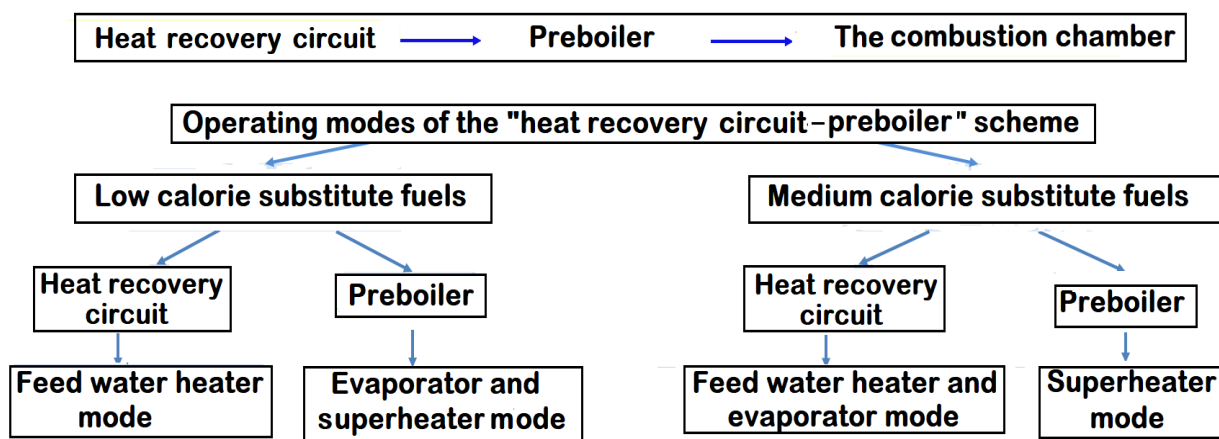 Heat recovery circuit Preboiler The combustion chamber
Operating modes of the "heat recovery circuit-preboiler" scheme
Low calorie substitute fuels
Medium calorie substitute fuels
Heat recovery
circuit
Preboiler
Heat recovery
circuit
Preboiler
Feed water heater
mode
Evaporator and
superheater mode
Feed water heater and
evaporator mode
Superheater
mode